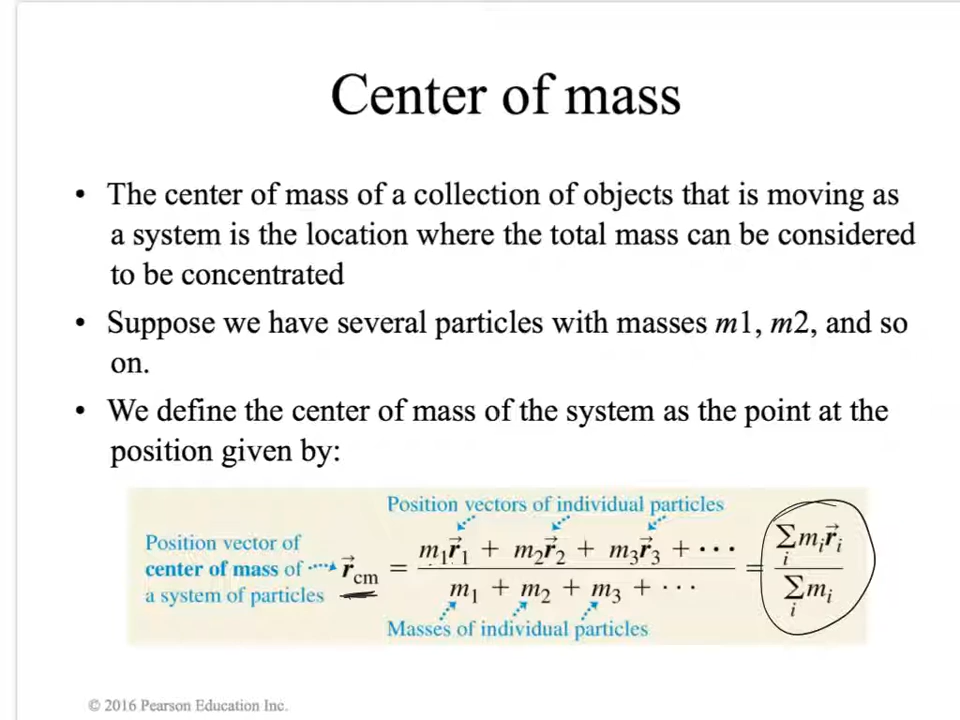 Center of mass
• The center of mass of a collection of objects that is moving as
a system is the location where the total mass can be considered
to be concentrated
• Suppose we have several particles with masses m1, m2, and so
on.
• We define the center of mass of the system as the point at the
position given by:
Position vectors of individual particles
Position vector of
center of mass of
a system of particles
r⃗cm = (m₁r⃗₁ + m₂r⃗₂ + m₃r⃗₃ + ···) / (m₁ + m₂ + m₃ + ···) = (Σᵢ mᵢr⃗ᵢ) / (Σᵢ mᵢ)
Masses of individual particles
© 2016 Pearson Education Inc.